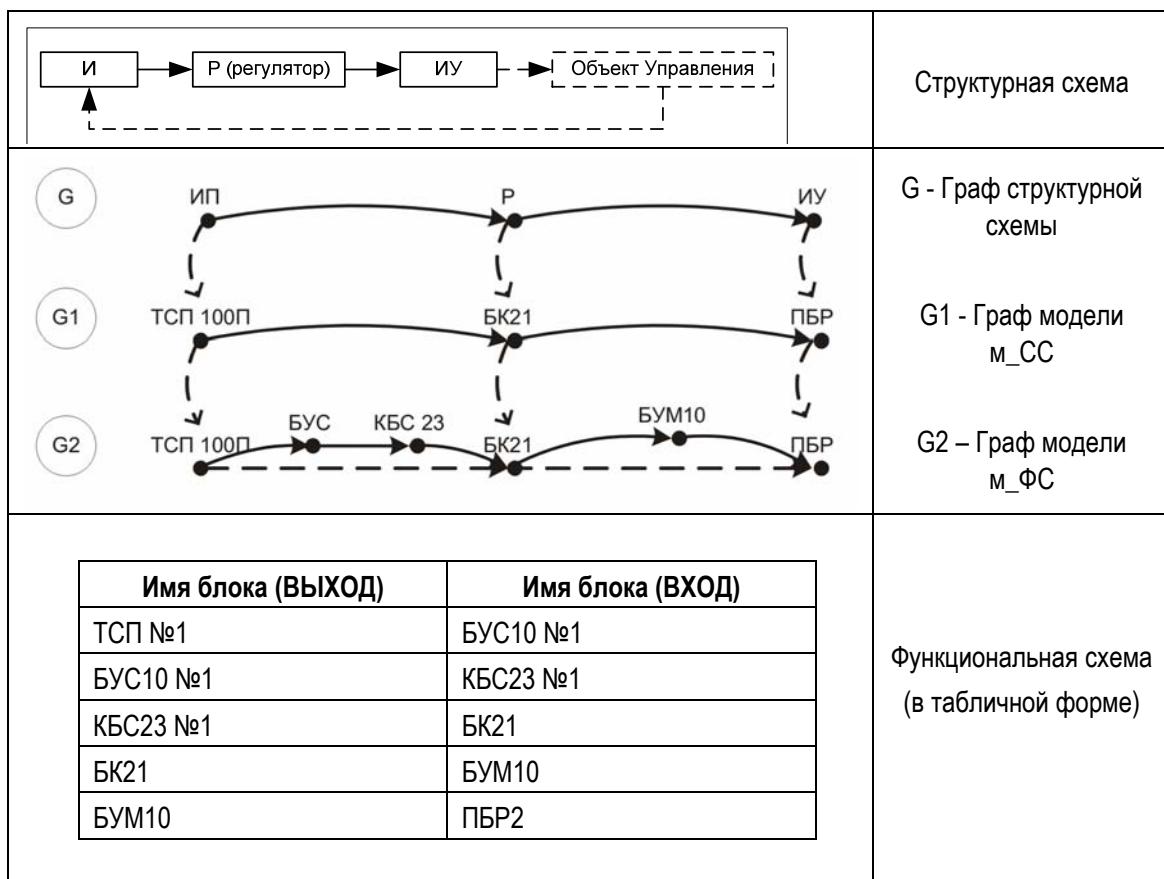 И
Р (регулятор)
ИУ
Объект Управления
Структурная схема
G
ИП
Р
ИУ
G - Граф структурной
схемы
G1
ТСП 100П
БК21
ПБР
G1 - Граф модели
м_СС
G2
ТСП 100П
БУС
КБС 23
БК21
БУМ10
ПБР
G2 – Граф модели
м_ФС
Имя блока (ВЫХОД)
Имя блока (ВХОД)
ТСП №1
БУС10 №1
БУС10 №1
КБС23 №1
КБС23 №1
БК21
БК21
БУМ10
БУМ10
ПБР2
Функциональная схема
(в табличной форме)